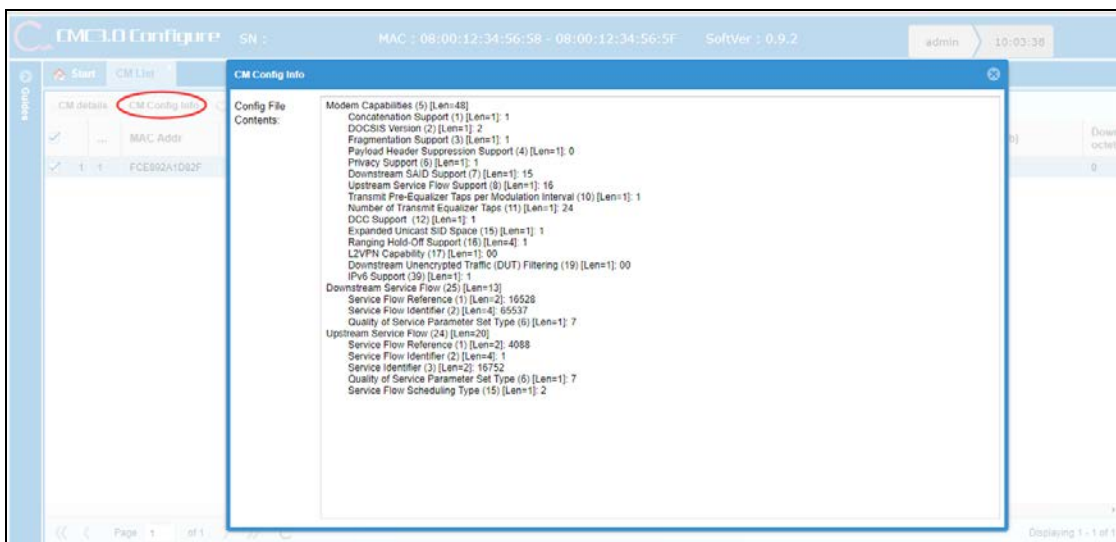 CMC3.0 Configure SN : MAC : 08:00:12:34:56:58 - 08:00:12:34:56:5F SoftVer : 0.9.2 admin 10:03:38
Guides
Start CM List
CM details CM Config Info
CM Config Info
... MAC Addr
1 1 FCE892A1D82F
Config File Contents:
Modem Capabilities (5) [Len=48]
Concatenation Support (1) [Len=1]: 1
DOCSIS Version (2) [Len=1]: 2
Fragmentation Support (3) [Len=1]: 1
Payload Header Suppression Support (4) [Len=1]: 0
Privacy Support (6) [Len=1]: 1
Downstream SAID Support (7) [Len=1]: 15
Upstream Service Flow Support (8) [Len=1]: 16
Transmit Pre-Equalizer Taps per Modulation Interval (10) [Len=1]: 1
Number of Transmit Equalizer Taps (11) [Len=1]: 24
DCC Support (12) [Len=1]: 1
Expanded Unicast SID Space (15) [Len=1]: 1
Ranging Hold-Off Support (16) [Len=4]: 1
L2VPN Capability (17) [Len=1]: 00
Downstream Unencrypted Traffic (DUT) Filtering (19) [Len=1]: 00
IPv6 Support (39) [Len=1]: 1
Downstream Service Flow (25) [Len=13]
Service Flow Reference (1) [Len=2]: 16528
Service Flow Identifier (2) [Len=4]: 65537
Quality of Service Parameter Set Type (6) [Len=1]: 7
Upstream Service Flow (24) [Len=20]
Service Flow Reference (1) [Len=2]: 4088
Service Flow Identifier (2) [Len=4]: 1
Service Identifier (3) [Len=2]: 16752
Quality of Service Parameter Set Type (6) [Len=1]: 7
Service Flow Scheduling Type (15) [Len=1]: 2
b)
Down
octet
0
Page 1 of 1
Displaying 1 - 1 of 1